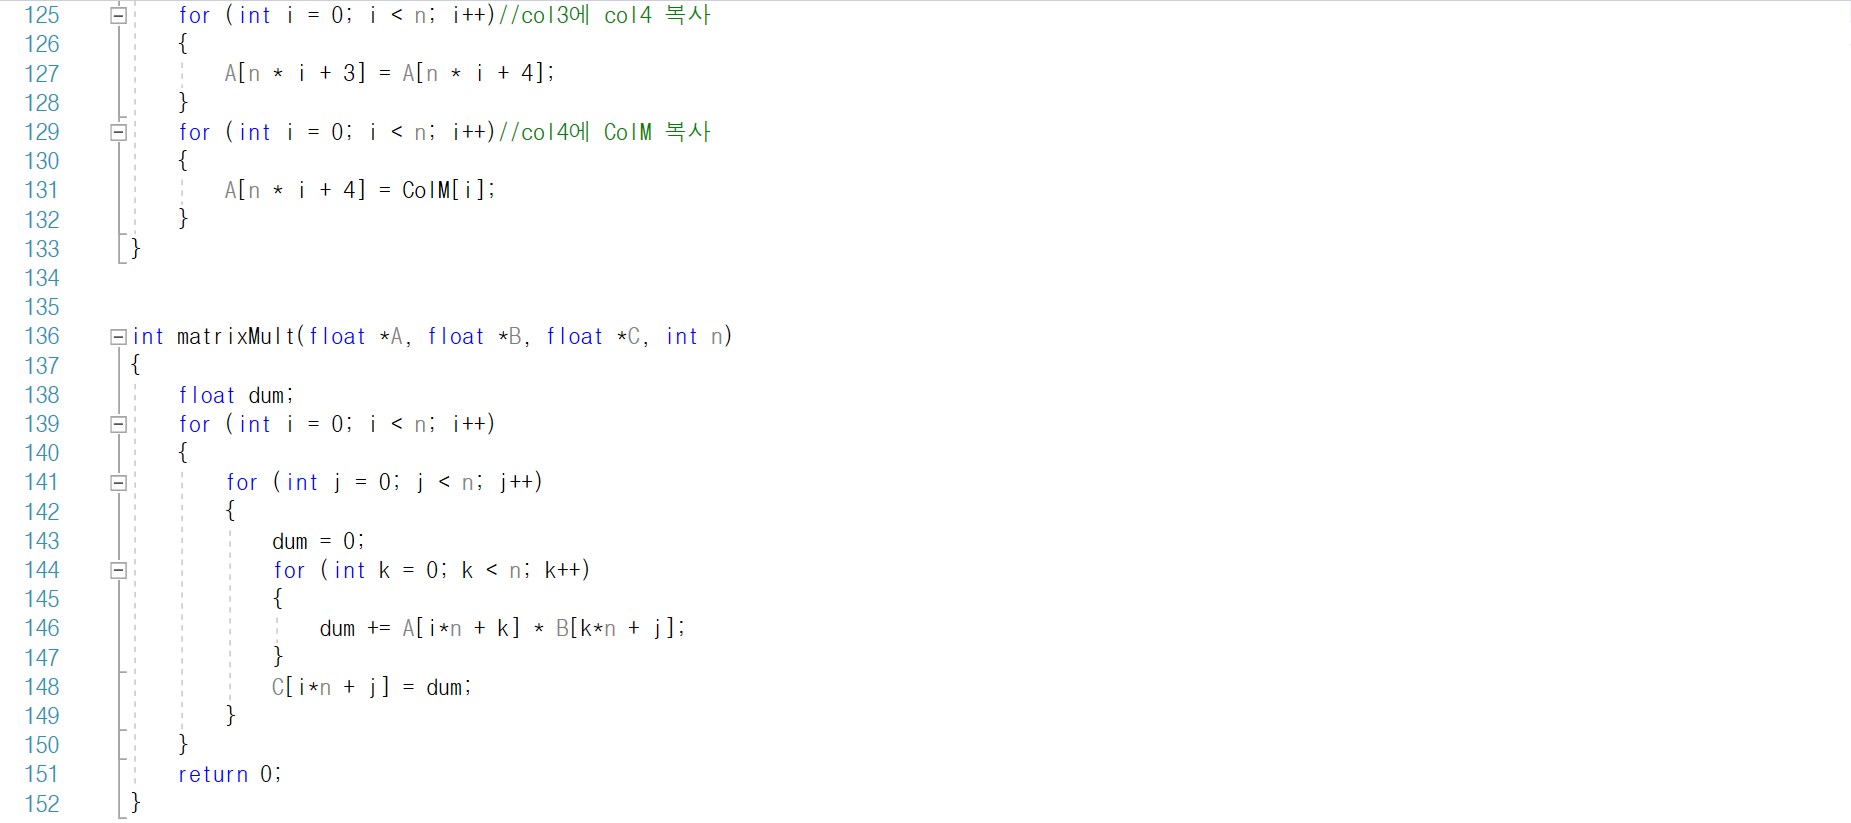 125 for (int i = 0; i < n; i++)//col3에 col4 복사
126 {
127 A[n * i + 3] = A[n * i + 4];
128 }
129 for (int i = 0; i < n; i++)//col4에 ColM 복사
130 {
131 A[n * i + 4] = ColM[i];
132 }
133 }
134
135
136 int matrixMult(float *A, float *B, float *C, int n)
137 {
138 float dum;
139 for (int i = 0; i < n; i++)
140 {
141 for (int j = 0; j < n; j++)
142 {
143 dum = 0;
144 for (int k = 0; k < n; k++)
145 {
146 dum += A[i*n + k] * B[k*n + j];
147 }
148 C[i*n + j] = dum;
149 }
150 }
151 return 0;
152 }